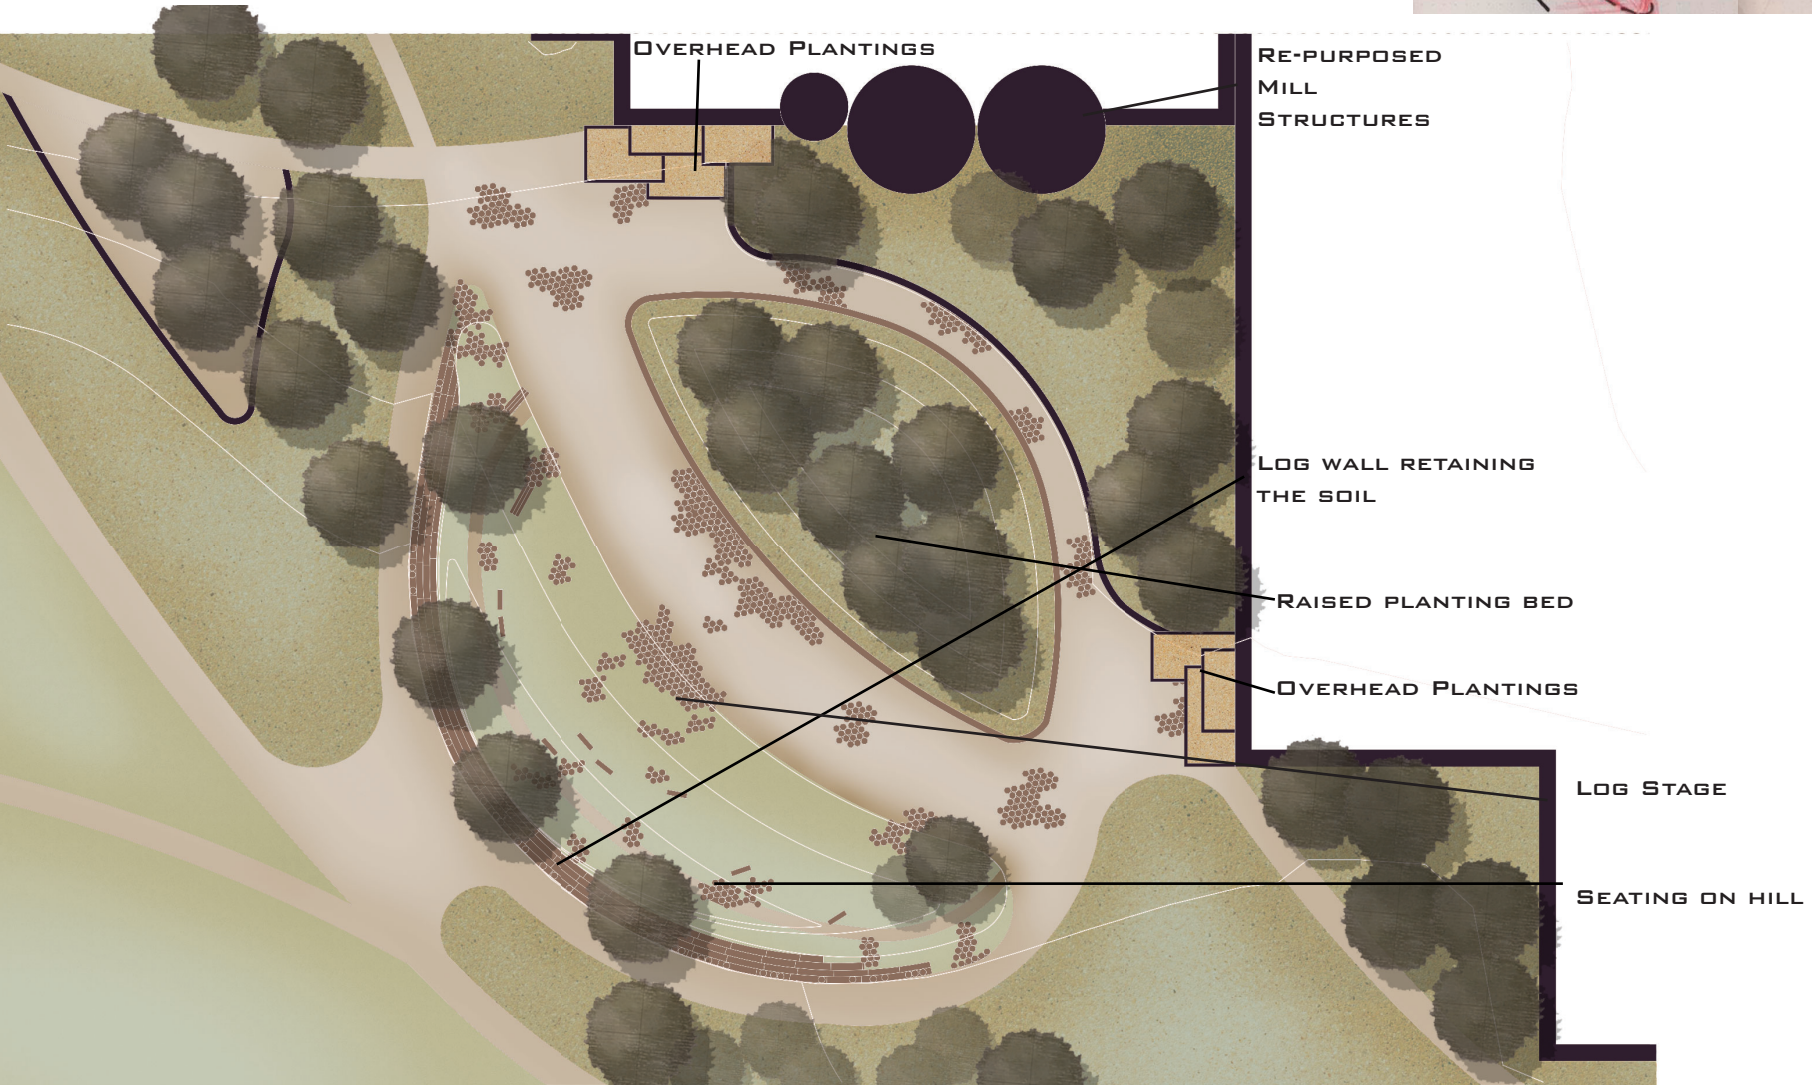 Overhead Plantings
Re-purposed
Mill
Structures
Log wall retaining
the soil
Raised planting bed
Overhead Plantings
Log Stage
Seating on hill